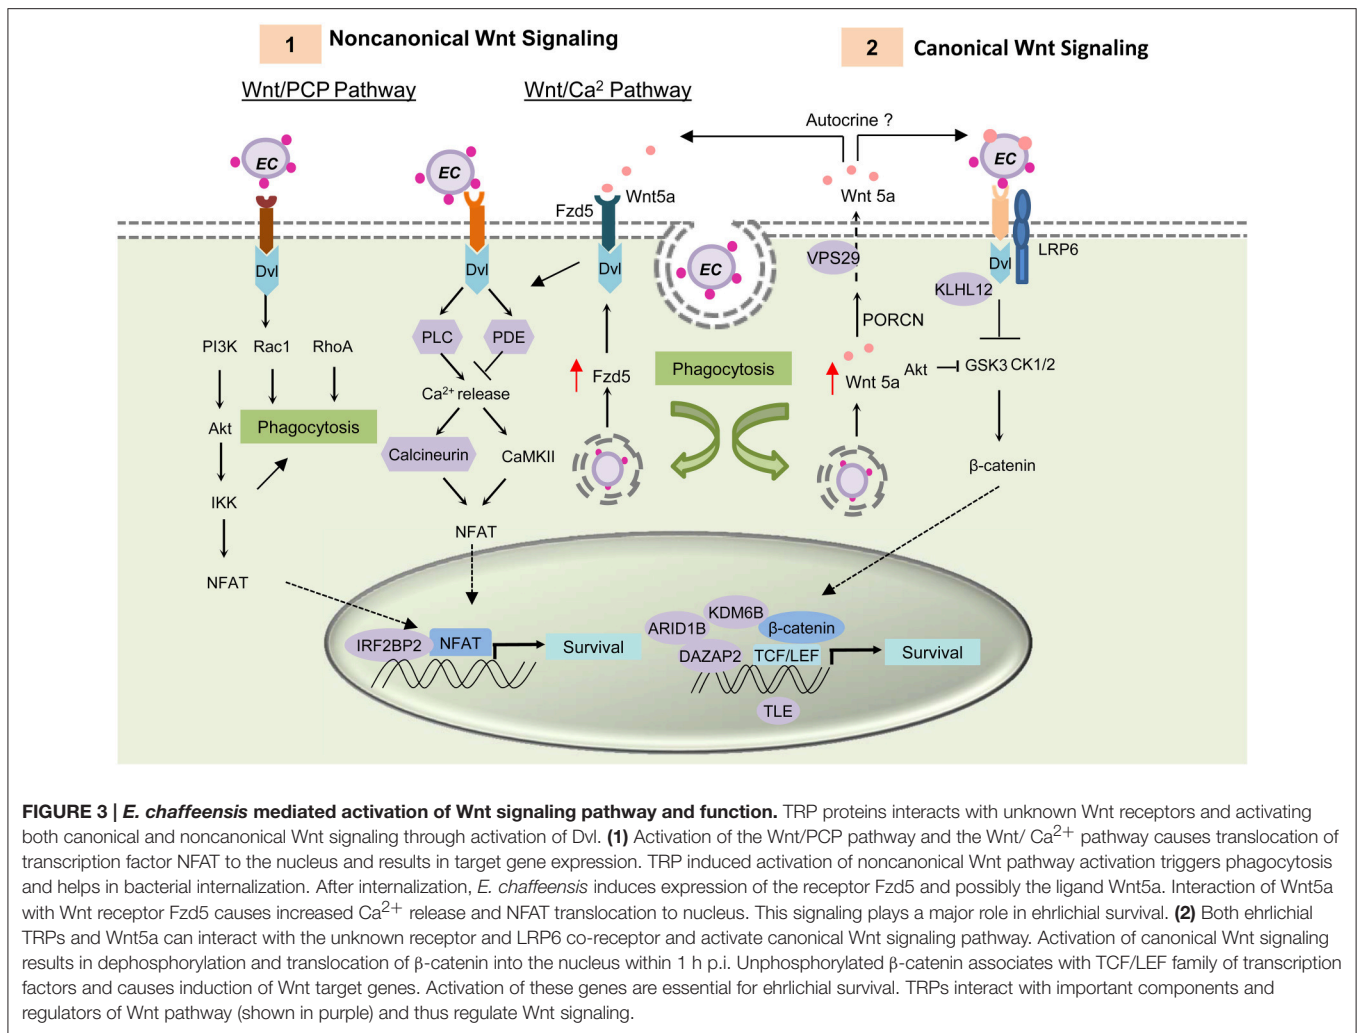 1 Noncanonical Wnt Signaling
2 Canonical Wnt Signaling
Wnt/PCP Pathway
Wnt/Ca² Pathway
Autocrine ?
EC
EC
Wnt5a
Fzd5
Wnt 5a
EC
LRP6
Dvl
Dvl
Dvl
EC
VPS29
Dvl
KLHL12
PI3K Rac1 RhoA
PLC PDE
PORCN
Ca²⁺ release
Fzd5
Phagocytosis
Wnt 5a
Akt
GSK3 CK1/2
Akt
Phagocytosis
Calcineurin
CaMKII
β-catenin
IKK
NFAT
NFAT
IRF2BP2
NFAT
Survival
ARID1B
KDM6B
β-catenin
DAZAP2
TCF/LEF
Survival
TLE
FIGURE 3 | E. chaffeensis mediated activation of Wnt signaling pathway and function. TRP proteins interacts with unknown Wnt receptors and activating
both canonical and noncanonical Wnt signaling through activation of Dvl. (1) Activation of the Wnt/PCP pathway and the Wnt/ Ca²⁺ pathway causes translocation of
transcription factor NFAT to the nucleus and results in target gene expression. TRP induced activation of noncanonical Wnt pathway activation triggers phagocytosis
and helps in bacterial internalization. After internalization, E. chaffeensis induces expression of the receptor Fzd5 and possibly the ligand Wnt5a. Interaction of Wnt5a
with Wnt receptor Fzd5 causes increased Ca²⁺ release and NFAT translocation to nucleus. This signaling plays a major role in ehrlichial survival. (2) Both ehrlichial
TRPs and Wnt5a can interact with the unknown receptor and LRP6 co-receptor and activate canonical Wnt signaling pathway. Activation of canonical Wnt signaling
results in dephosphorylation and translocation of β-catenin into the nucleus within 1 h p.i. Unphosphorylated β-catenin associates with TCF/LEF family of transcription
factors and causes induction of Wnt target genes. Activation of these genes are essential for ehrlichial survival. TRPs interact with important components and
regulators of Wnt pathway (shown in purple) and thus regulate Wnt signaling.